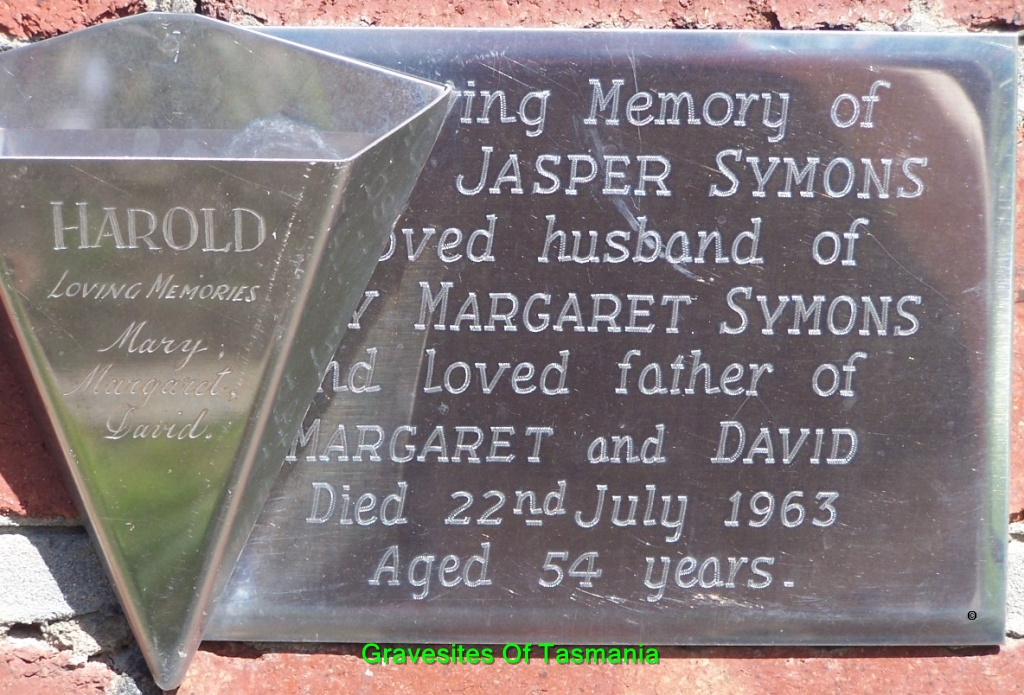 HAROLD
LOVING MEMORIES
Mary,
Margaret,
David.
ing Memory of
JASPER SYMONS
oved husband of
Y MARGARET SYMONS
nd loved father of
MARGARET and DAVID
Died 22nd July 1963
Aged 54 years.
Gravesites Of Tasmania